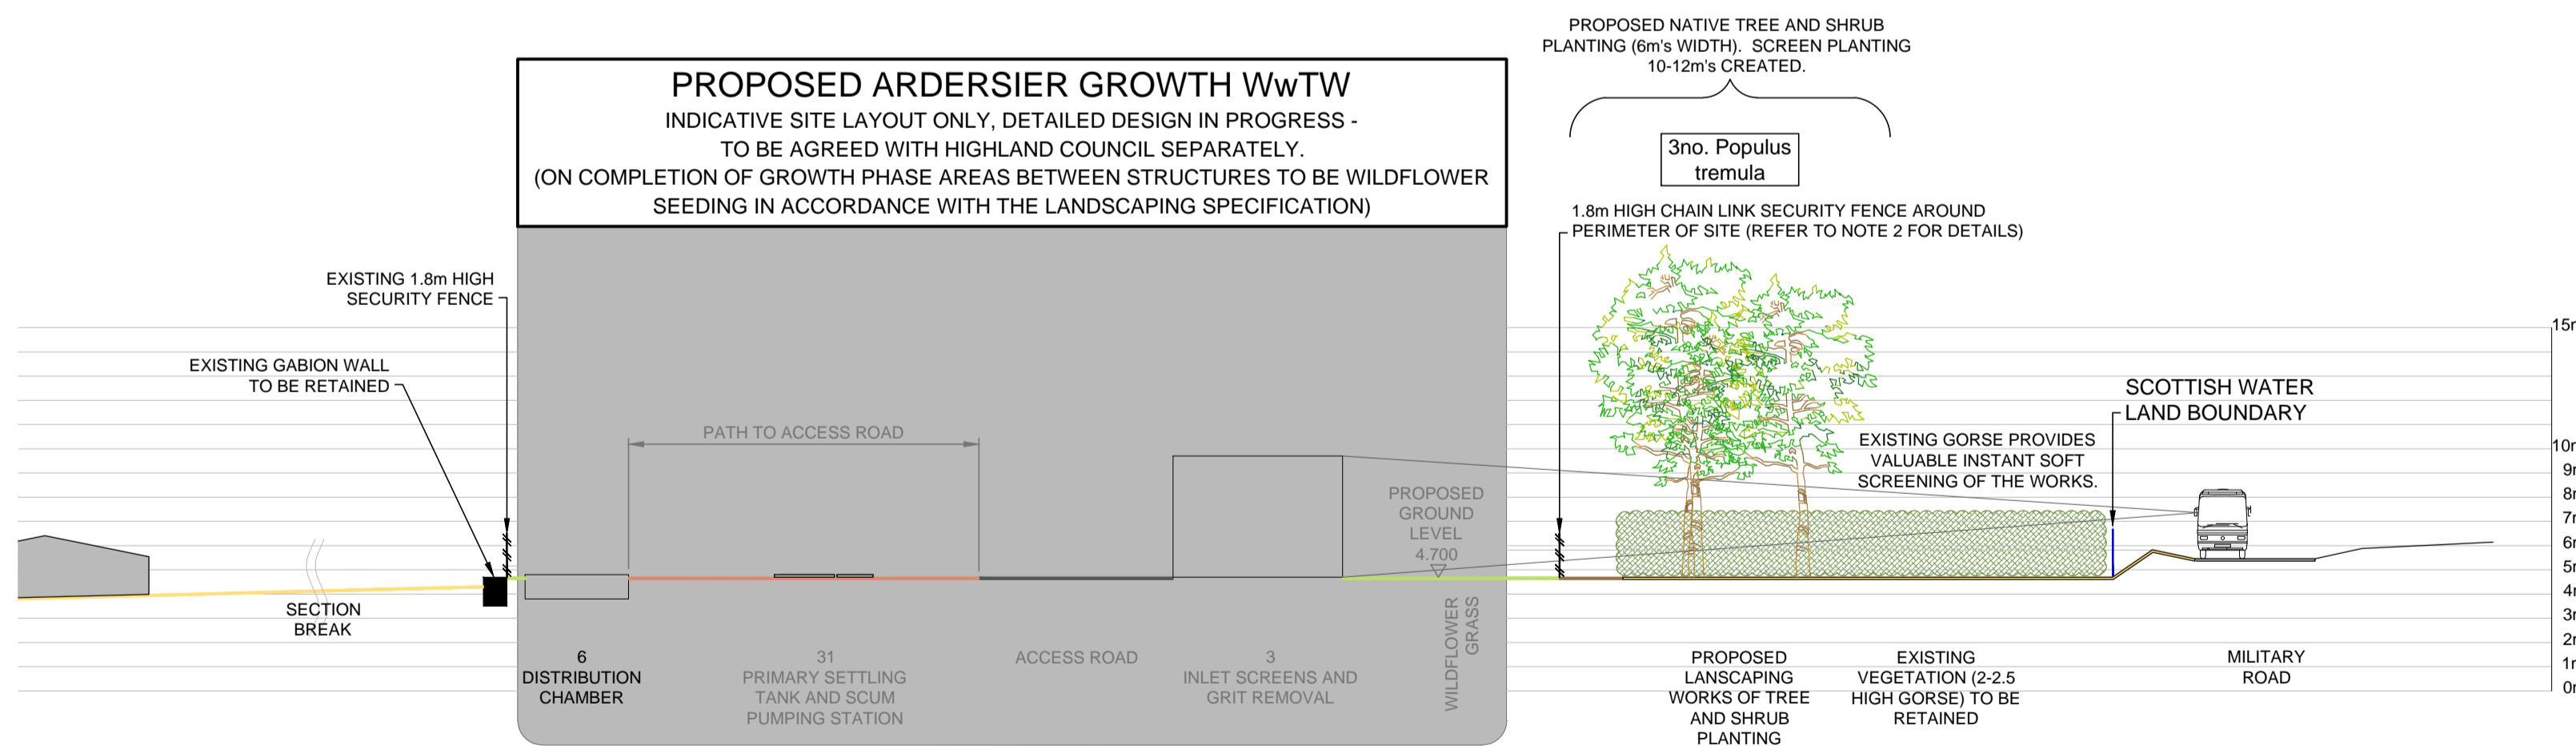 PROPOSED NATIVE TREE AND SHRUB
PLANTING (6m's WIDTH). SCREEN PLANTING
10-12m's CREATED.
PROPOSED ARDERSIER GROWTH WwTW
INDICATIVE SITE LAYOUT ONLY, DETAILED DESIGN IN PROGRESS -
TO BE AGREED WITH HIGHLAND COUNCIL SEPARATELY.
(ON COMPLETION OF GROWTH PHASE AREAS BETWEEN STRUCTURES TO BE WILDFLOWER
SEEDING IN ACCORDANCE WITH THE LANDSCAPING SPECIFICATION)
3no. Populus
tremula
1.8m HIGH CHAIN LINK SECURITY FENCE AROUND
PERIMETER OF SITE (REFER TO NOTE 2 FOR DETAILS)
EXISTING 1.8m HIGH
SECURITY FENCE
EXISTING GABION WALL
TO BE RETAINED
PATH TO ACCESS ROAD
PROPOSED
GROUND
LEVEL
4.700
SCOTTISH WATER
LAND BOUNDARY
EXISTING GORSE PROVIDES
VALUABLE INSTANT SOFT
SCREENING OF THE WORKS.
15m
10m
9m
8m
7m
6m
5m
4m
3m
2m
1m
0m
SECTION
BREAK
6
DISTRIBUTION
CHAMBER
31
PRIMARY SETTLING
TANK AND SCUM
PUMPING STATION
ACCESS ROAD
3
INLET SCREENS AND
GRIT REMOVAL
WILDFLOWER
GRASS
PROPOSED
LANSCAPING
WORKS OF TREE
AND SHRUB
PLANTING
EXISTING
VEGETATION (2-2.5
HIGH GORSE) TO BE
RETAINED
MILITARY
ROAD